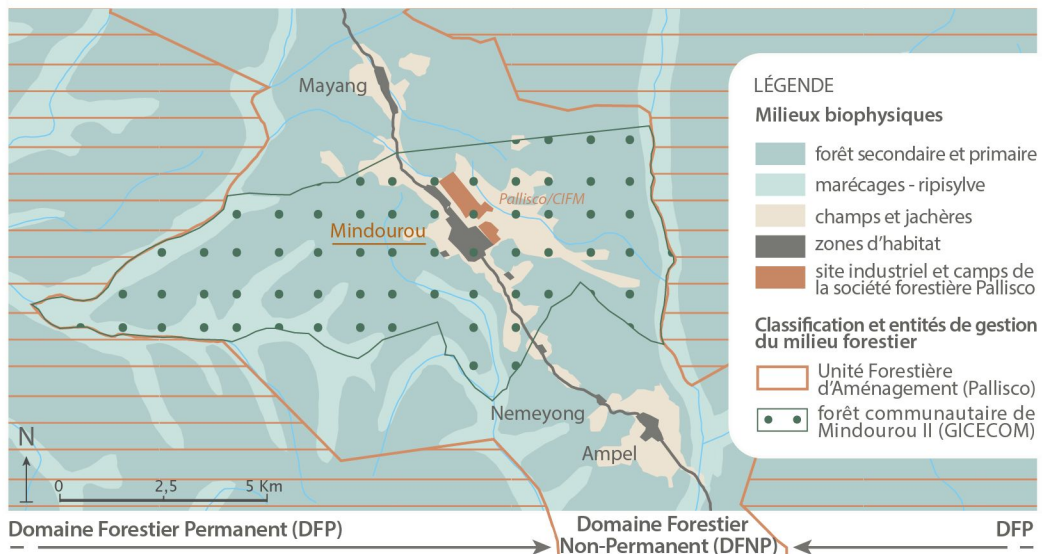 Mayang
Pallisco/CIFM
Mindourou
Nemeyong
Ampel
N
0 2,5 5 Km
LÉGENDE
Milieux biophysiques
forêt secondaire et primaire
marécages - ripisylve
champs et jachères
zones d'habitat
site industriel et camps de
la société forestière Pallisco
Classification et entités de gestion
du milieu forestier
Unité Forestière
d'Aménagement (Pallisco)
forêt communautaire de
Mindourou II (GICECOM)
Domaine Forestier Permanent (DFP)
Domaine Forestier
Non-Permanent (DFNP)
DFP